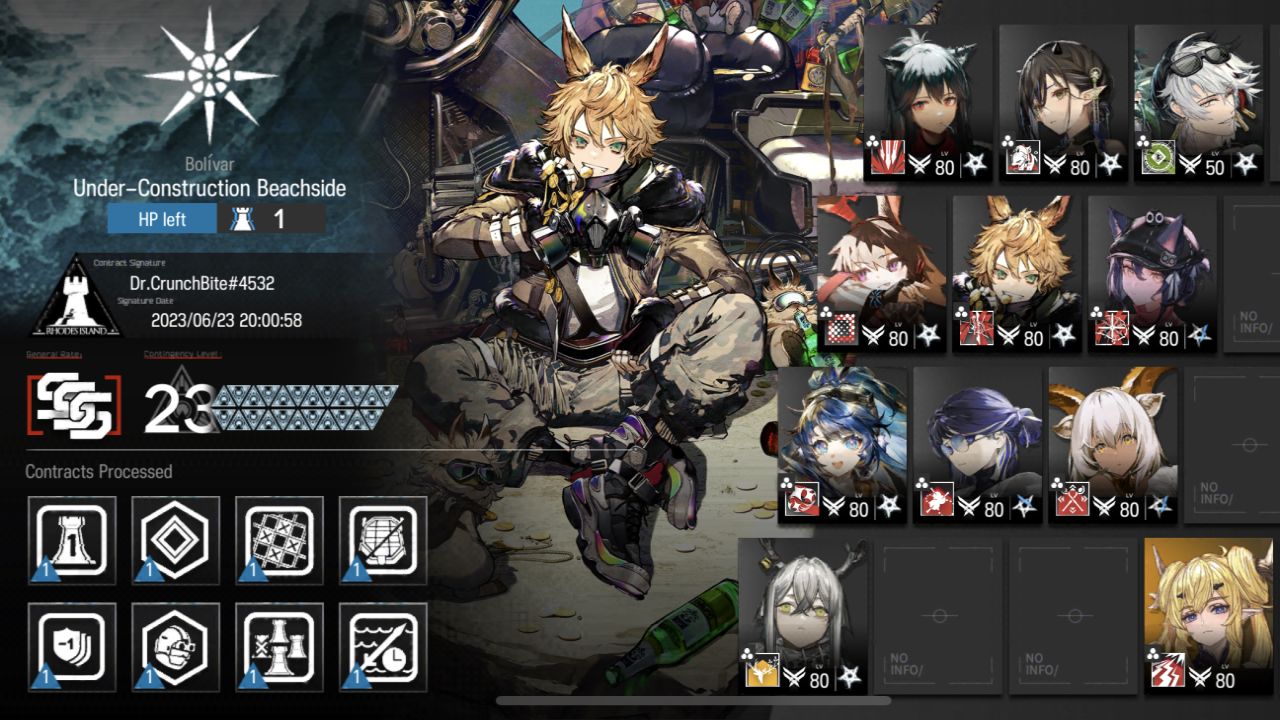 Bolívar
Under-Construction Beachside
HP left
1
Contract Signature
Dr.CrunchBite#4532
Signature Date
2023/06/23 20:00:58
RHODES ISLAND
General Rate:
Contingency Level:
SSS
23
Contracts Processed
1
1
1
1
1
-1
1
1
1
1
LV
80
LV
80
LV
50
LV
80
LV
80
LV
80
NO
INFO/
LV
80
LV
80
LV
80
NO
INFO/
LV
80
NO
INFO/
NO
INFO/
LV
80